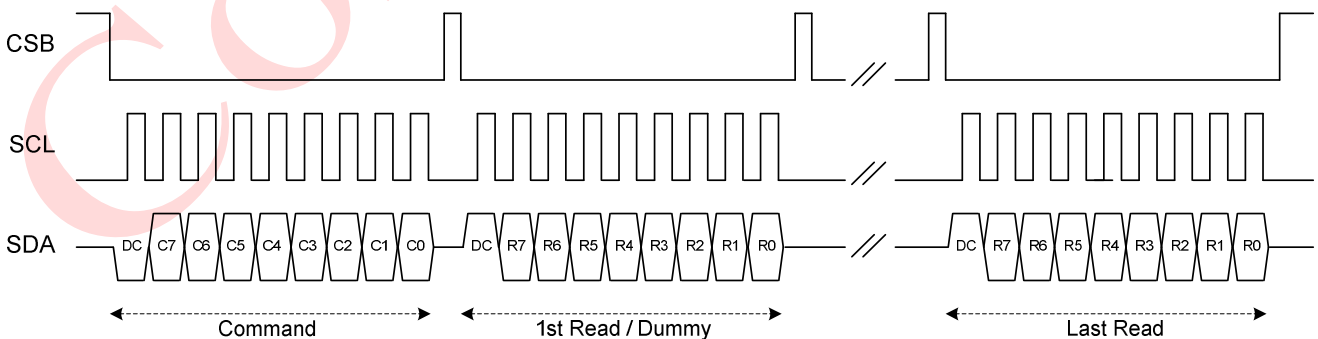 CSB
SCL
SDA DC C7 C6 C5 C4 C3 C2 C1 C0 DC R7 R6 R5 R4 R3 R2 R1 R0 DC R7 R6 R5 R4 R3 R2 R1 R0
Command 1st Read / Dummy Last Read